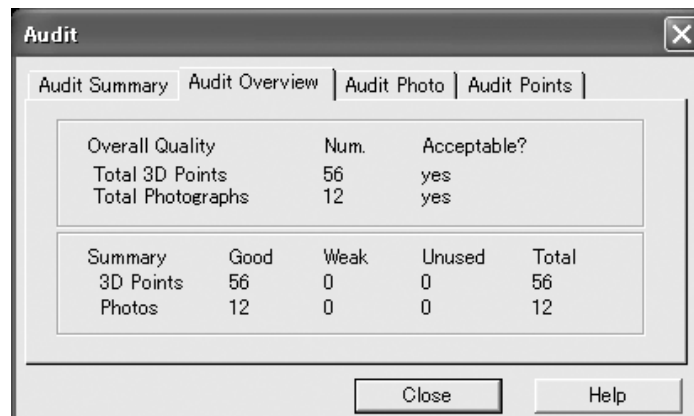 Audit
Audit Summary Audit Overview Audit Photo Audit Points
Overall Quality Num. Acceptable?
Total 3D Points 56 yes
Total Photographs 12 yes
Summary Good Weak Unused Total
3D Points 56 0 0 56
Photos 12 0 0 12
Close Help